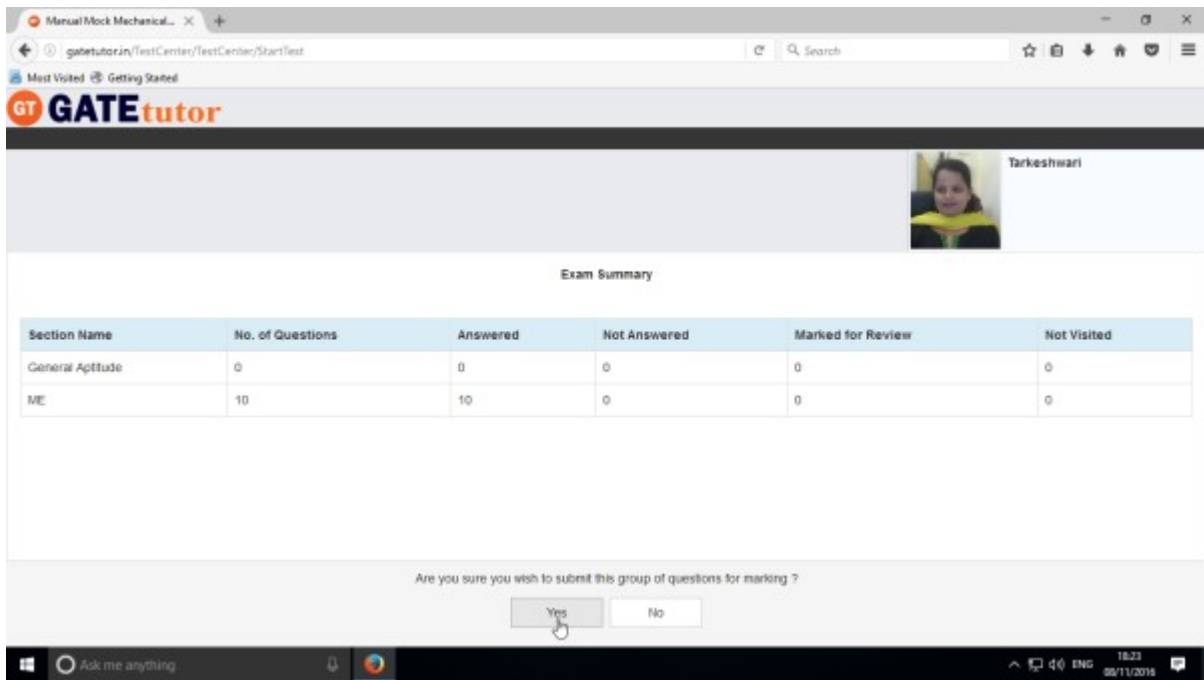 Manual Mock Mechanical...
gatetutor.in/TestCenter/TestCenter/StartTest
Search
Most Visited Getting Started
GT GATEtutor
Tarkeshwari
Exam Summary
Section Name No. of Questions Answered Not Answered Marked for Review Not Visited
General Aptitude 0 0 0 0 0
ME 10 10 0 0 0
Are you sure you wish to submit this group of questions for marking ?
Yes No
Ask me anything ENG 18:23
08/11/2016